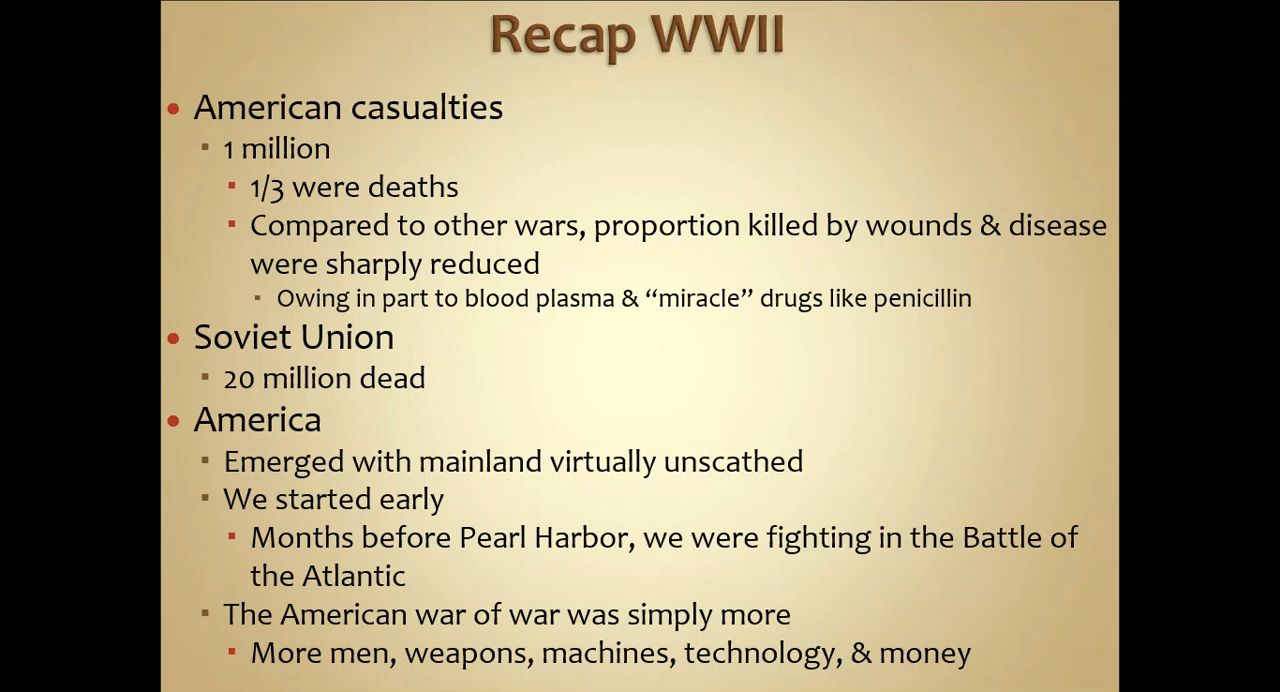 Recap WWII
American casualties
1 million
1/3 were deaths
Compared to other wars, proportion killed by wounds & disease
were sharply reduced
Owing in part to blood plasma & “miracle” drugs like penicillin
Soviet Union
20 million dead
America
Emerged with mainland virtually unscathed
We started early
Months before Pearl Harbor, we were fighting in the Battle of
the Atlantic
The American war of war was simply more
More men, weapons, machines, technology, & money